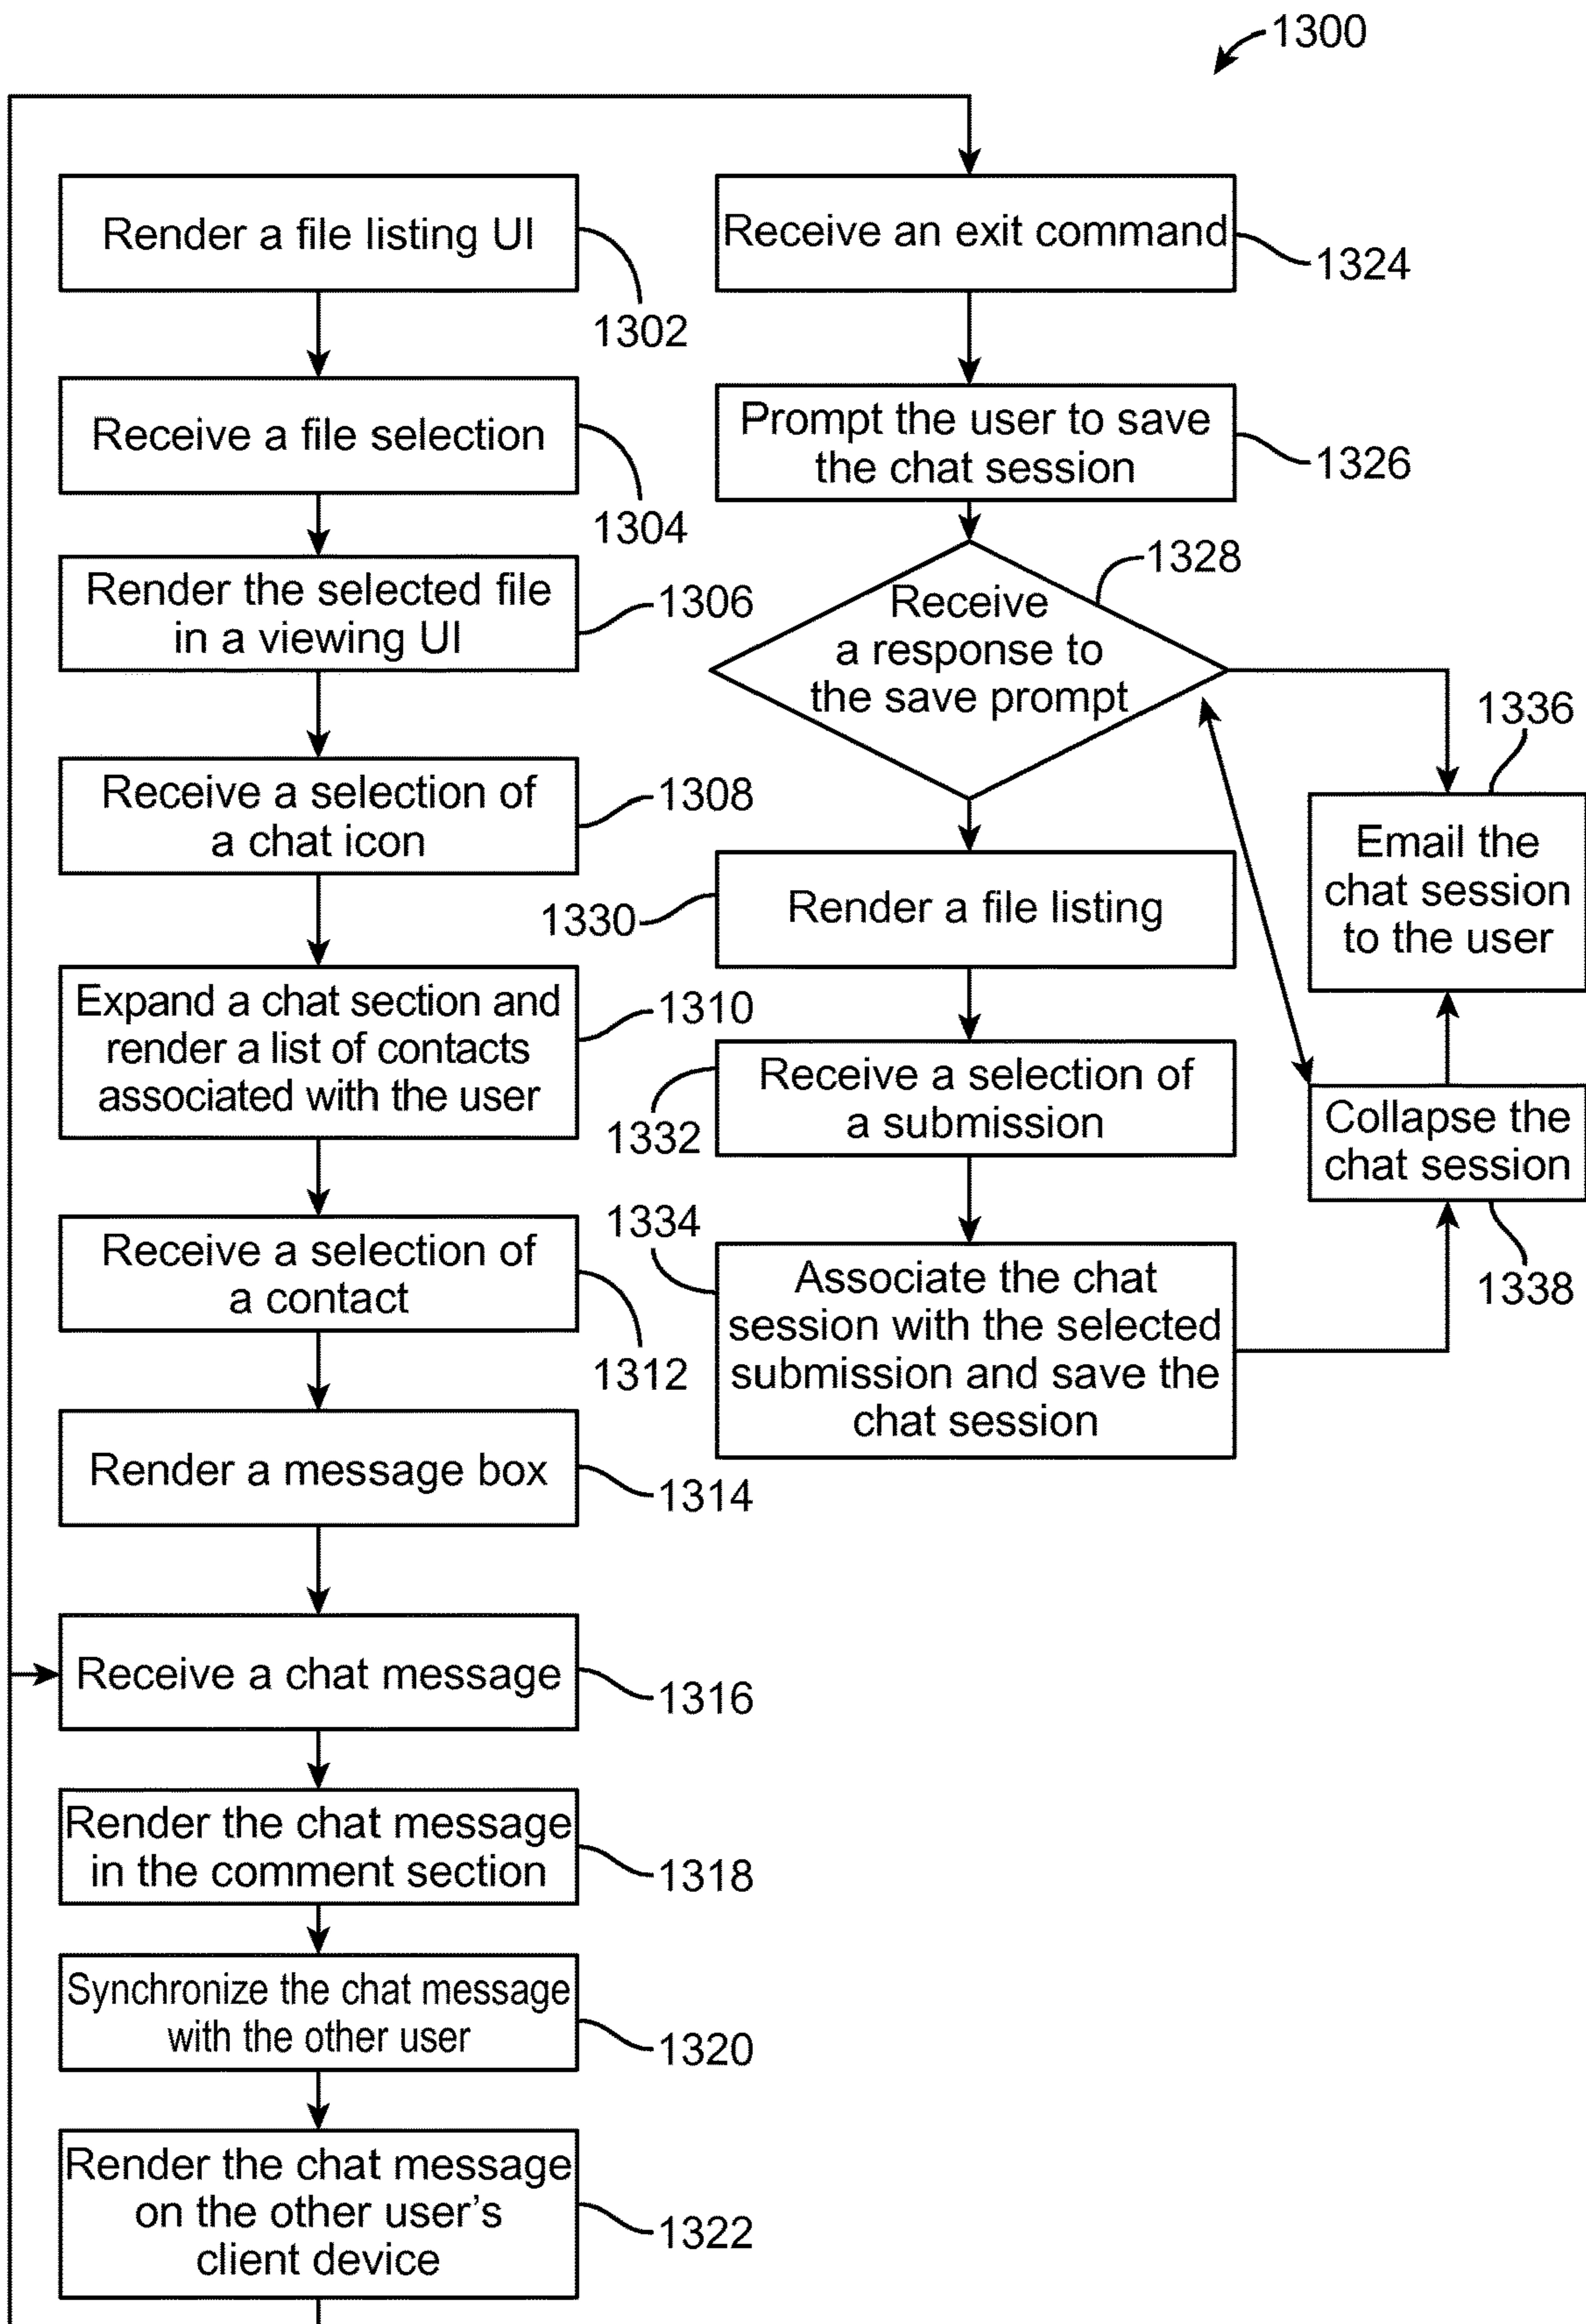 1300
Render a file listing UI
1302
Receive a file selection
1304
Render the selected file
in a viewing UI
1306
Receive a selection of
a chat icon
1308
Expand a chat section and
render a list of contacts
associated with the user
1310
Receive a selection of
a contact
1312
Render a message box
1314
Receive a chat message
1316
Render the chat message
in the comment section
1318
Synchronize the chat message
with the other user
1320
Render the chat message
on the other user’s
client device
1322
Receive an exit command
1324
Prompt the user to save
the chat session
1326
Receive
a response to
the save prompt
1328
Render a file listing
1330
Receive a selection of
a submission
1332
Associate the chat
session with the selected
submission and save the
chat session
1334
Email the
chat session
to the user
1336
Collapse the
chat session
1338